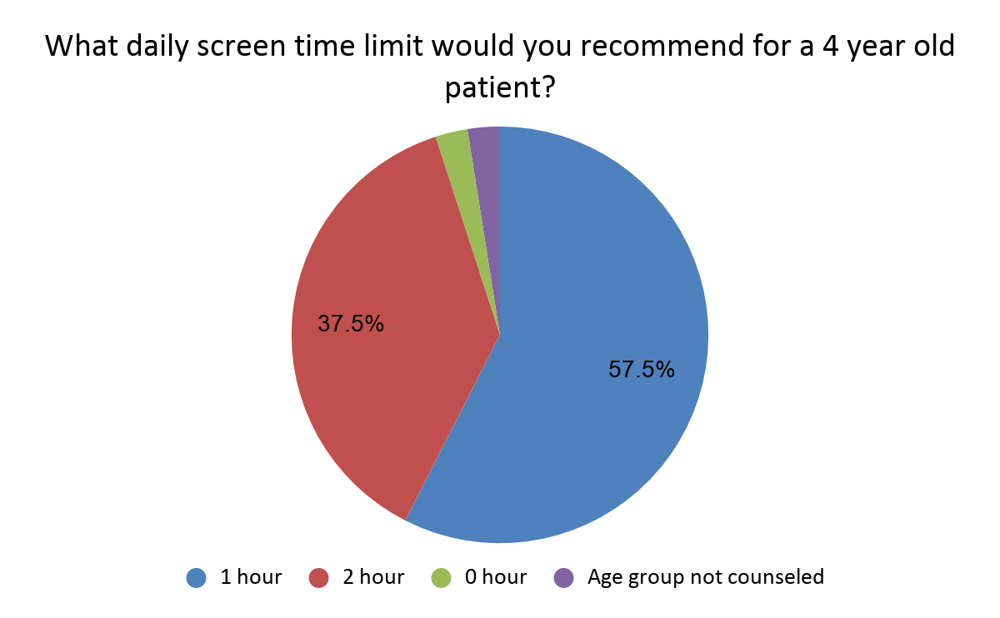 What daily screen time limit would you recommend for a 4 year old
patient?
37.5%
57.5%
1 hour
2 hour
0 hour
Age group not counseled